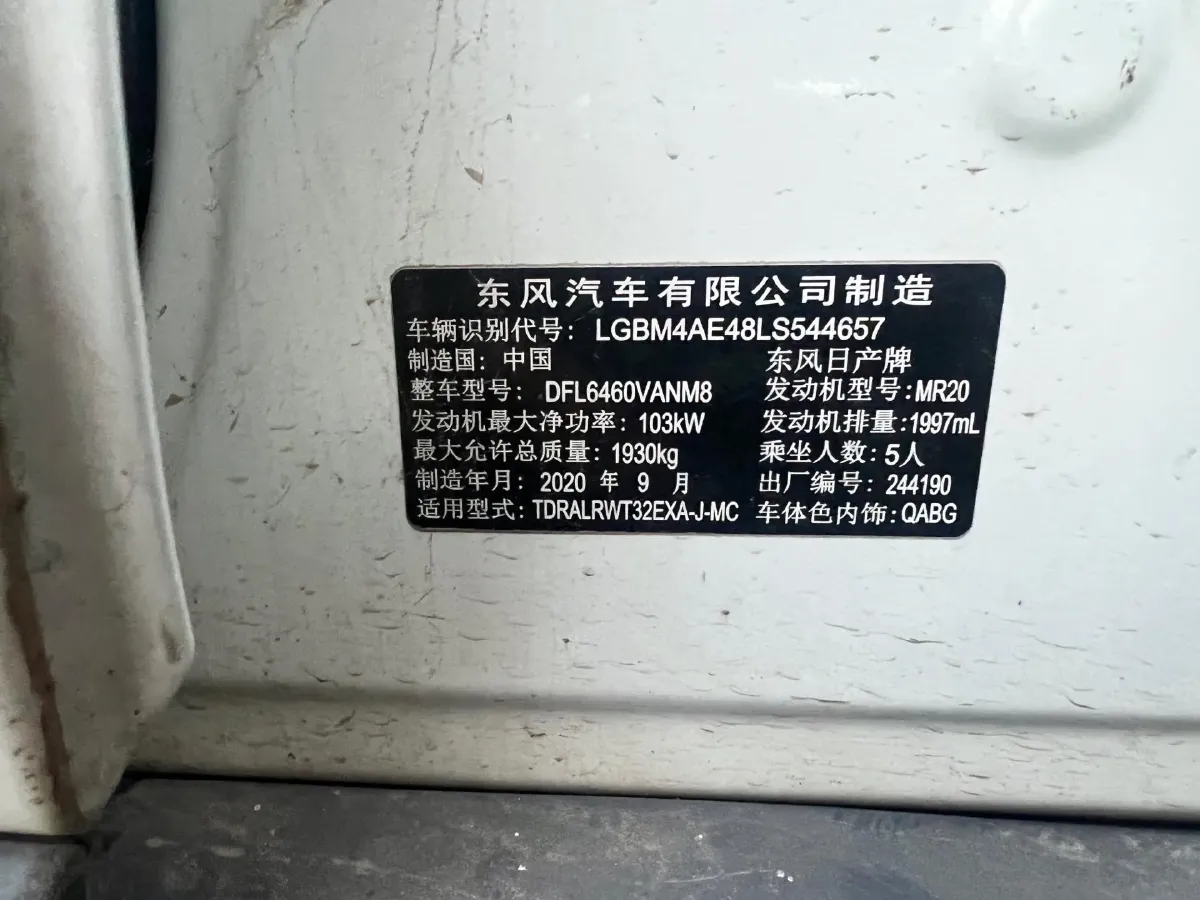 东风汽车有限公司制造
车辆识别代号: LGBM4AE48LS544657
制造国: 中国 东风日产牌
整车型号: DFL6460VANM8 发动机型号:MR20
发动机最大净功率: 103kW 发动机排量:1997mL
最大允许总质量: 1930kg 乘坐人数: 5人
制造年月: 2020 年 9 月 出厂编号: 244190
适用型式: TDRALRWT32EXA-J-MC 车体色内饰:QABG